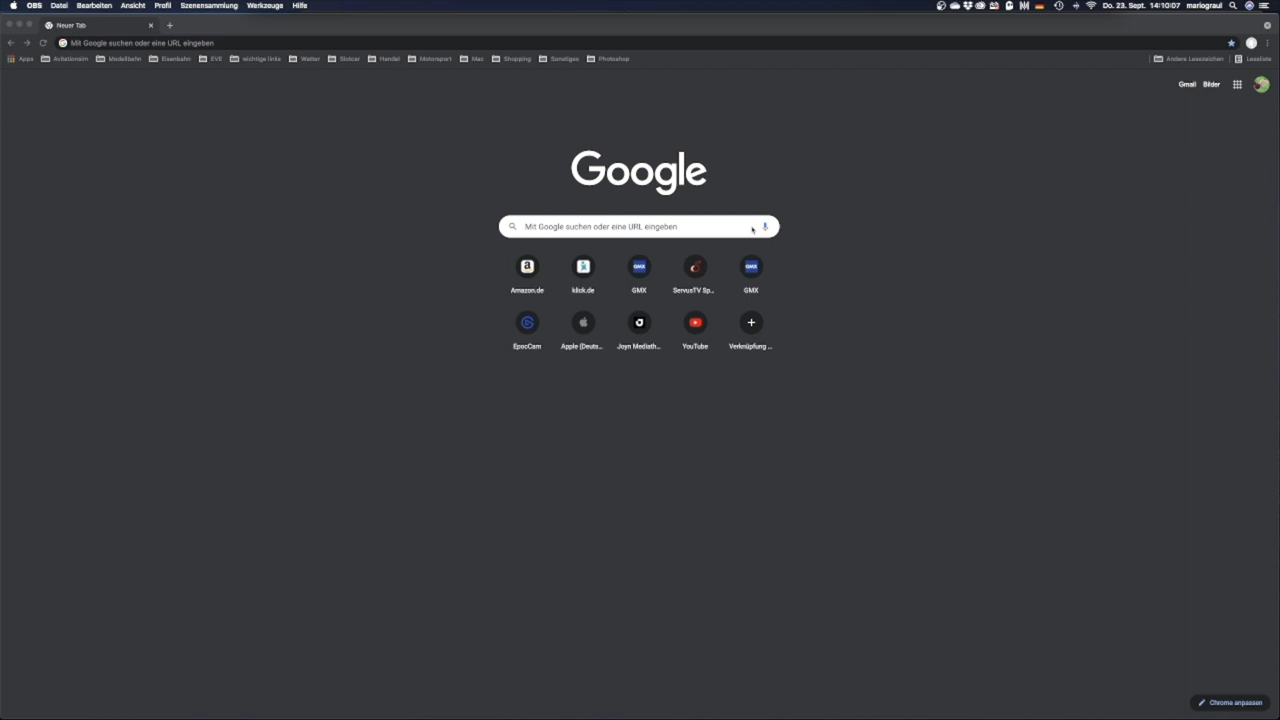 OBS Datei Bearbeiten Ansicht Profil Szenensammlung Werkzeuge Hilfe Do. 23. Sept. 14:10:07 mariograul
Neuer Tab
Mit Google suchen oder eine URL eingeben
Apps Aviationsim Modellbahn Eisenbahn EVE wichtige links Wetter Slotcar Handel Motorsport Mac Shopping Sonstiges Photoshop Andere Lesezeichen Leseliste
Gmail Bilder
Google
Mit Google suchen oder eine URL eingeben
Amazon.de klick.de GMX ServusTV Sp... GMX
EpocCam Apple (Deuts... Joyn Mediath... YouTube Verknüpfung ...
Chrome anpassen